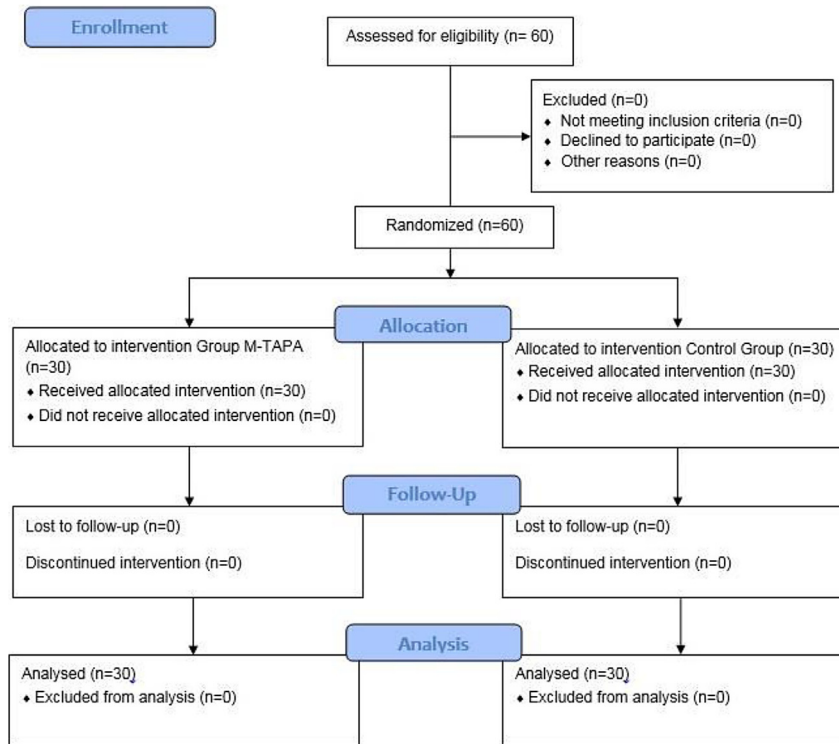 Enrollment
Assessed for eligibility (n= 60)
Excluded (n=0)
♦ Not meeting inclusion criteria (n=0)
♦ Declined to participate (n=0)
♦ Other reasons (n=0)
Randomized (n=60)
Allocation
Allocated to intervention Group M-TAPA
(n=30)
♦ Received allocated intervention (n=30)
♦ Did not receive allocated intervention (n=0)
Allocated to intervention Control Group (n=30)
♦ Received allocated intervention (n=30)
♦ Did not receive allocated intervention (n=0)
Follow-Up
Lost to follow-up (n=0)
Discontinued intervention (n=0)
Lost to follow-up (n=0)
Discontinued intervention (n=0)
Analysis
Analysed (n=30)
♦ Excluded from analysis (n=0)
Analysed (n=30)
♦ Excluded from analysis (n=0)